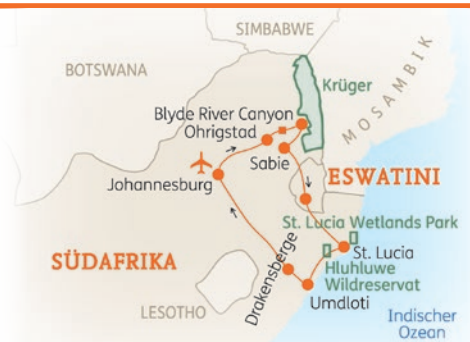 SIMBABWE
BOTSWANA
MOSAMBIK
Krüger
Blyde River Canyon
Ohrigstad
Sabie
Johannesburg
ESWATINI
St. Lucia Wetlands Park
St. Lucia
SÜDAFRIKA
Drakensberge
Hluhluwe
Wildreservat
LESOTHO
Umdloti
Indischer
Ozean